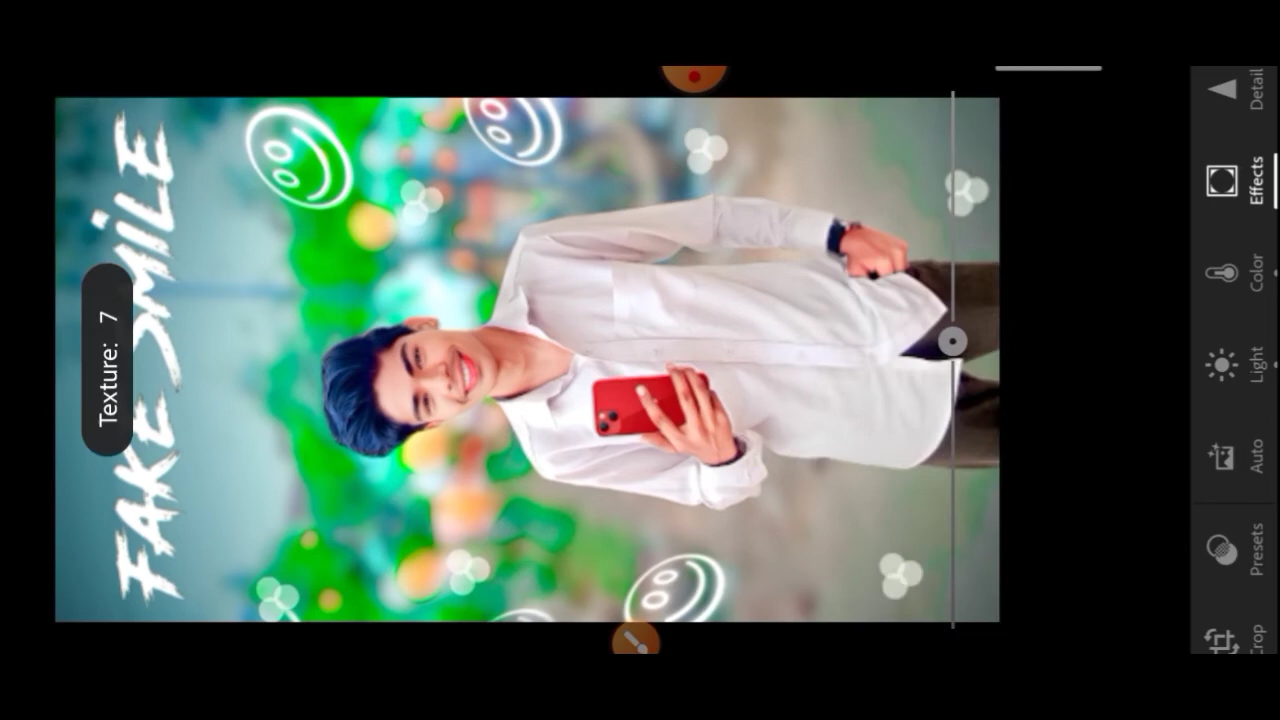 FAKE SMILE
Texture: 7
Crop
Presets
Auto
Light
Color
Effects
Detail